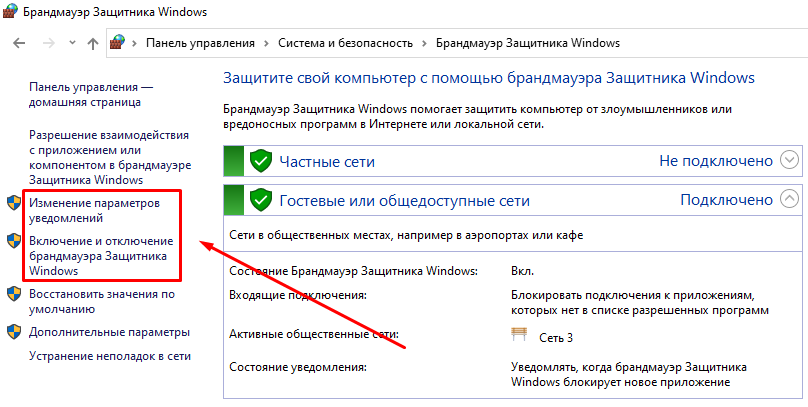 Брандмауэр Защитника Windows
Панель управления › Система и безопасность › Брандмауэр Защитника Windows
Панель управления —
домашняя страница
Разрешение взаимодействия
с приложением или
компонентом в брандмауэре
Защитника Windows
Изменение параметров
уведомлений
Включение и отключение
брандмауэра Защитника
Windows
Восстановить значения по
умолчанию
Дополнительные параметры
Устранение неполадок в сети
Защитите свой компьютер с помощью брандмауэра Защитника Windows
Брандмауэр Защитника Windows помогает защитить компьютер от злоумышленников или
вредоносных программ в Интернете или локальной сети.
Частные сети Не подключено
Гостевые или общедоступные сети Подключено
Сети в общественных местах, например в аэропортах или кафе
Состояние Брандмауэр Защитника Windows: Вкл.
Входящие подключения: Блокировать подключения к приложениям,
которых нет в списке разрешенных программ
Активные общественные сети: Сеть 3
Состояние уведомления: Уведомлять, когда брандмауэр Защитника
Windows блокирует новое приложение